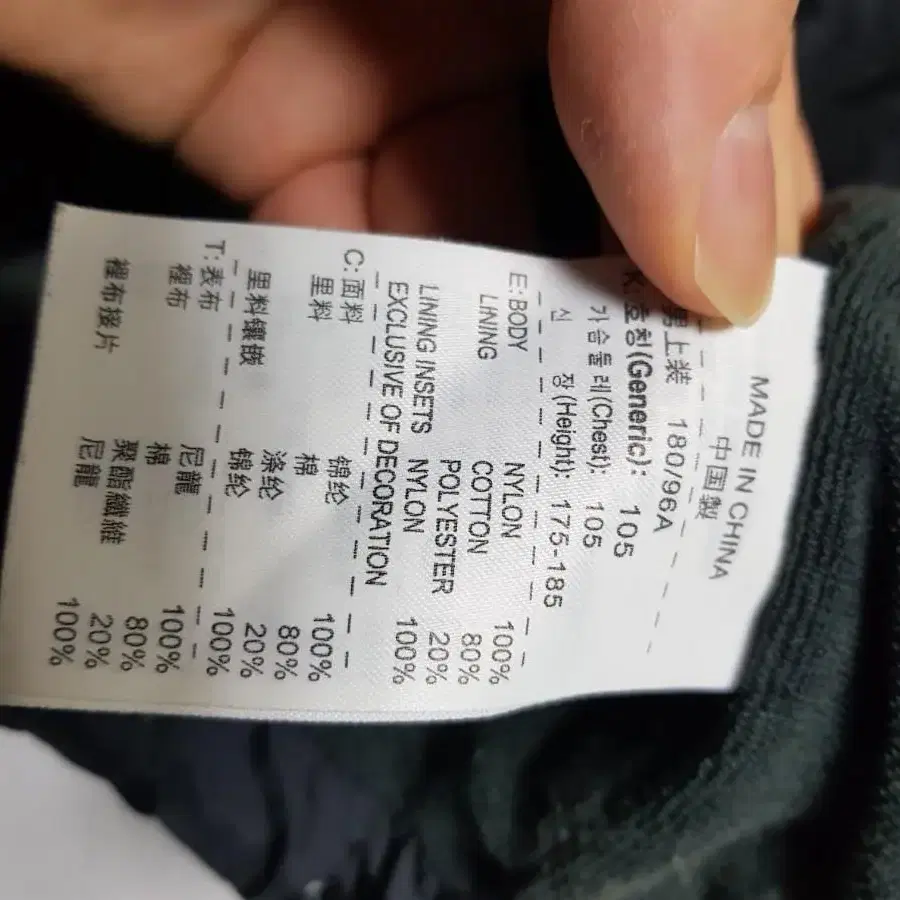 MADE IN CHINA
中国製
男上装 180/96A
K: 호칭(Generic): 105
가슴둘레(Chest): 105
신 장(Height): 175-185
E: BODY NYLON 100%
LINING COTTON 80%
POLYESTER 20%
LINING INSETS NYLON 100%
EXCLUSIVE OF DECORATION
C: 面料 锦纶 100%
里料 棉 80%
涤纶 20%
里料镶嵌 锦纶 100%
T: 表布 尼龍 100%
裡布 棉 80%
聚酯纖維 20%
裡布接片 尼龍 100%